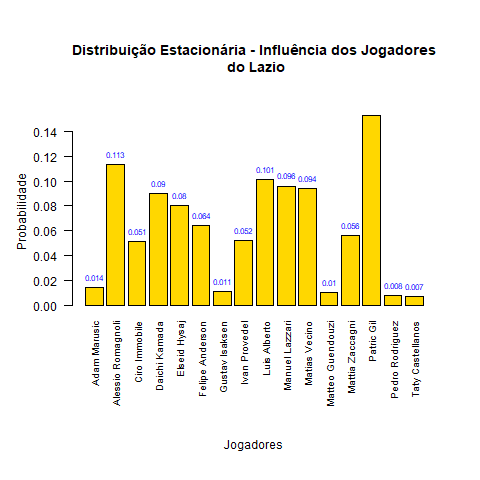 Distribuição Estacionária - Influência dos Jogadores
do Lazio
Probabilidade
0.14
0.12
0.10
0.08
0.06
0.04
0.02
0.00
0.014
0.113
0.051
0.09
0.08
0.064
0.011
0.052
0.101
0.096
0.094
0.01
0.056
0.008
0.007
Adam Marusic
Alessio Romagnoli
Ciro Immobile
Daichi Kamada
Elseid Hysaj
Felipe Anderson
Gustav Isaksen
Ivan Provedel
Luis Alberto
Manuel Lazzari
Matías Vecino
Matteo Guendouzi
Mattia Zaccagni
Patric Gil
Pedro Rodríguez
Taty Castellanos
Jogadores